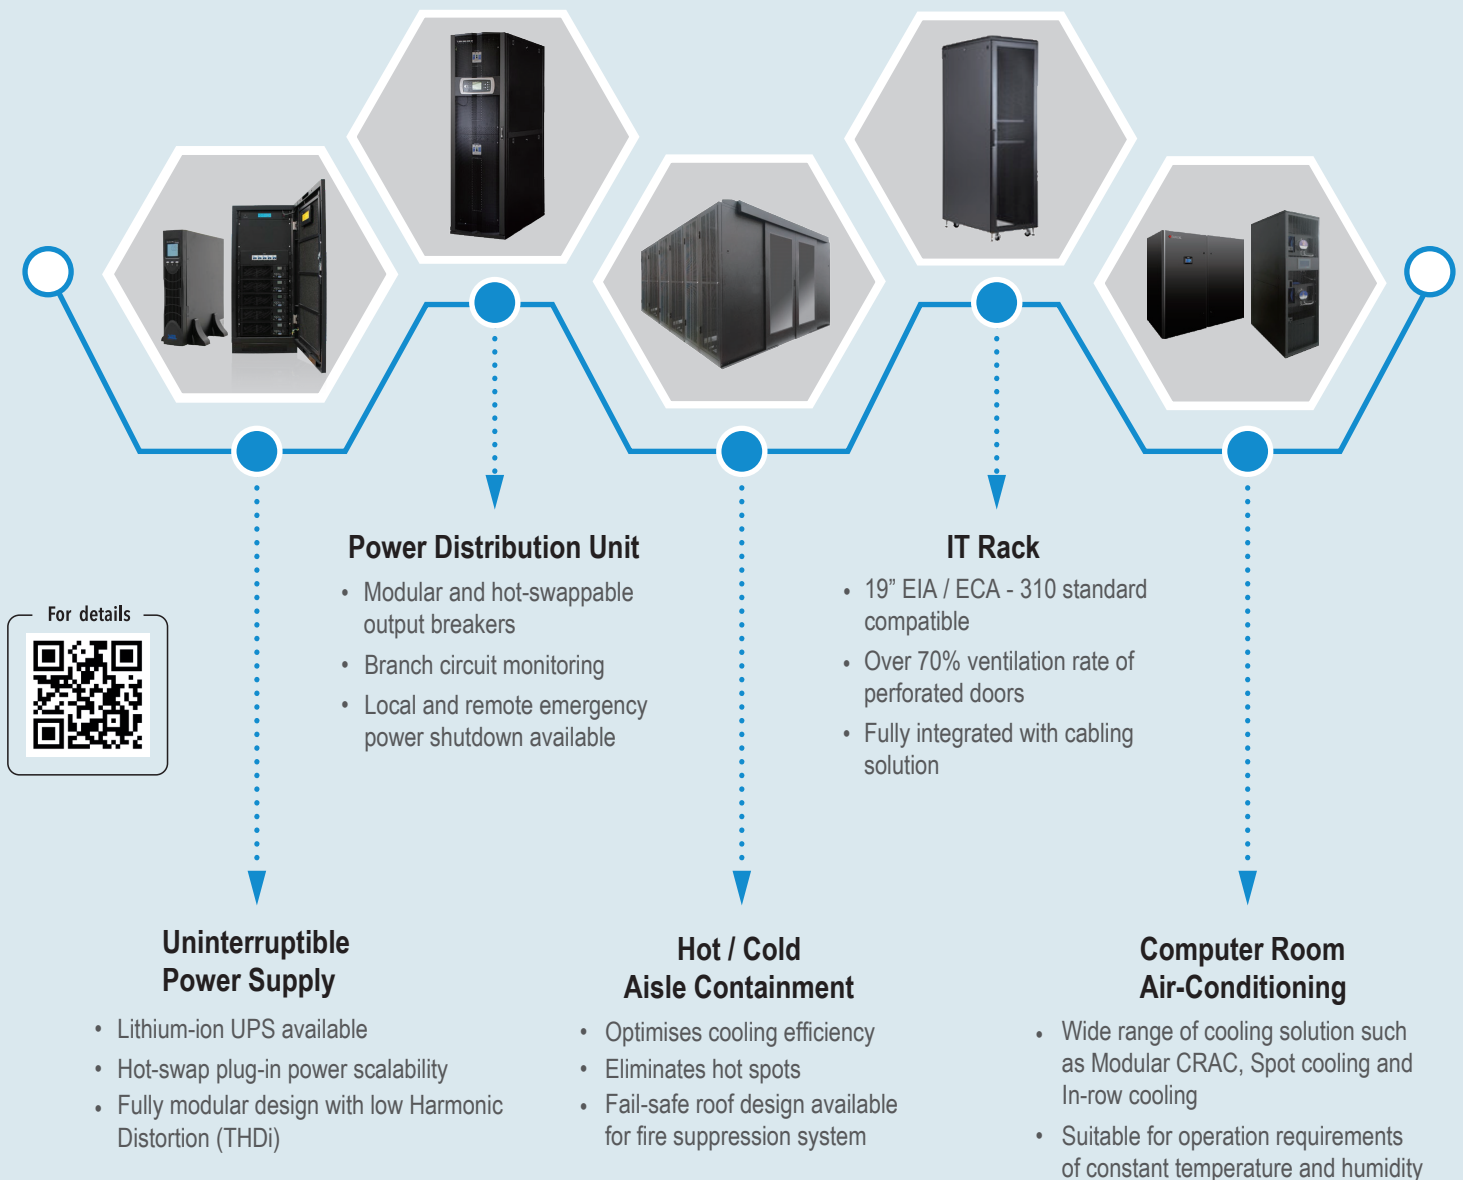 Power Distribution Unit
• Modular and hot-swappable
output breakers
• Branch circuit monitoring
• Local and remote emergency
power shutdown available
IT Rack
• 19” EIA / ECA - 310 standard
compatible
• Over 70% ventilation rate of
perforated doors
• Fully integrated with cabling
solution
For details
Uninterruptible
Power Supply
• Lithium-ion UPS available
• Hot-swap plug-in power scalability
• Fully modular design with low Harmonic
Distortion (THDi)
Hot / Cold
Aisle Containment
• Optimises cooling efficiency
• Eliminates hot spots
• Fail-safe roof design available
for fire suppression system
Computer Room
Air-Conditioning
• Wide range of cooling solution such
as Modular CRAC, Spot cooling and
In-row cooling
• Suitable for operation requirements
of constant temperature and humidity